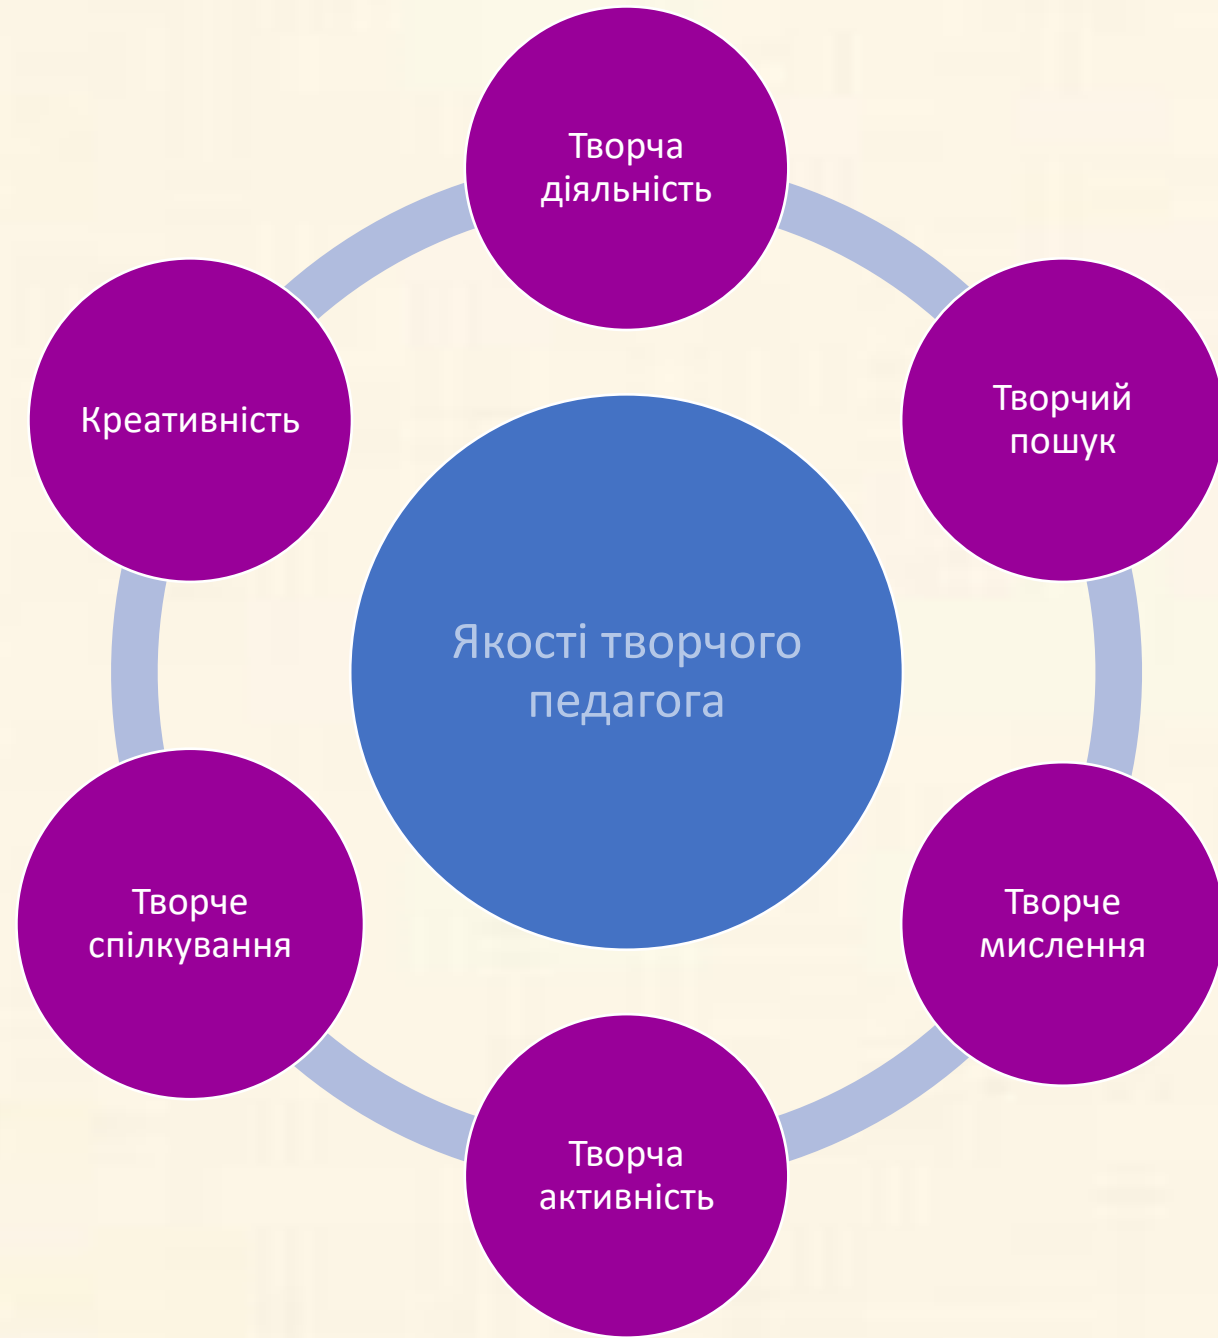 Творча
діяльність
Творчий
пошук
Творче
мислення
Творча
активність
Творче
спілкування
Креативність
Якості творчого
педагога